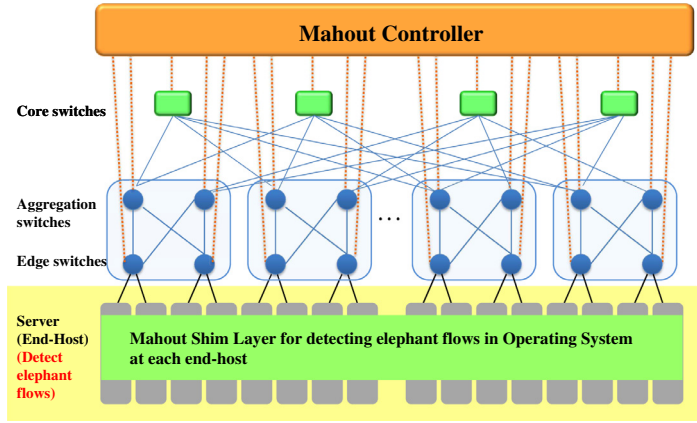 Mahout Controller
Core switches
Aggregation
switches
...
Edge switches
Server
(End-Host)
(Detect
elephant
flows)
Mahout Shim Layer for detecting elephant flows in Operating System
at each end-host